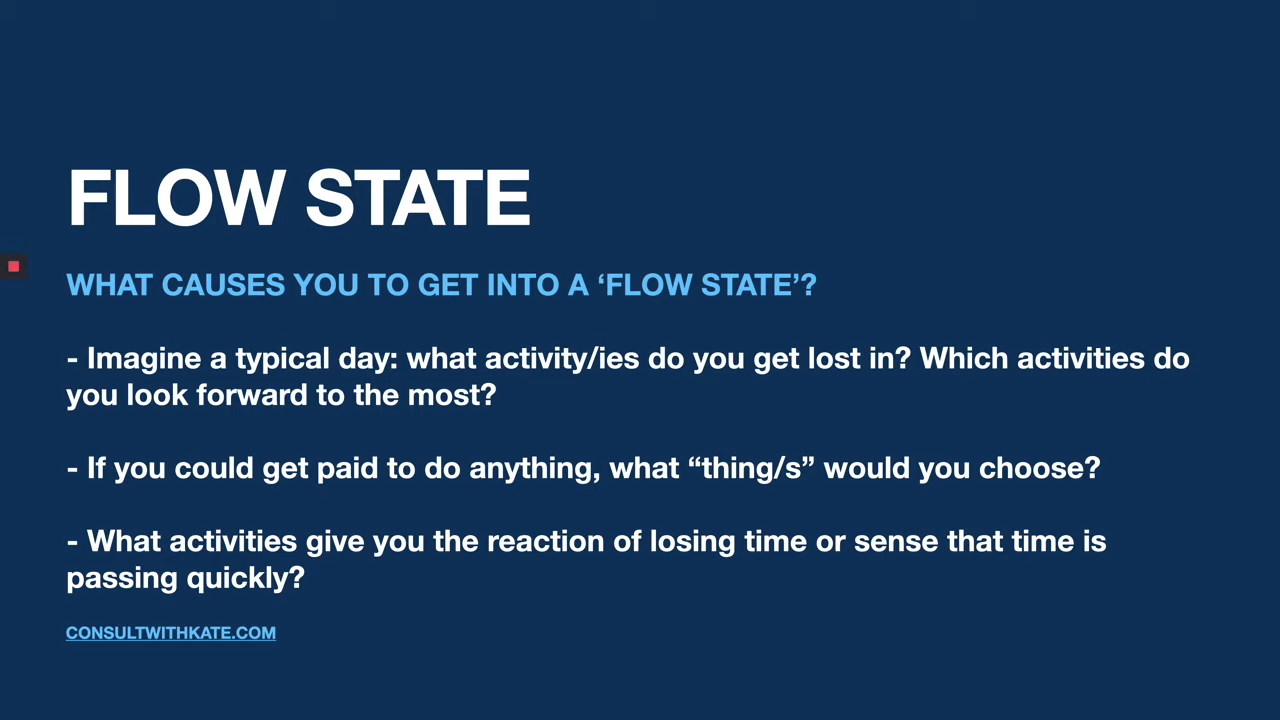 FLOW STATE
WHAT CAUSES YOU TO GET INTO A ‘FLOW STATE’?
- Imagine a typical day: what activity/ies do you get lost in? Which activities do
you look forward to the most?
- If you could get paid to do anything, what “thing/s” would you choose?
- What activities give you the reaction of losing time or sense that time is
passing quickly?
CONSULTWITHKATE.COM